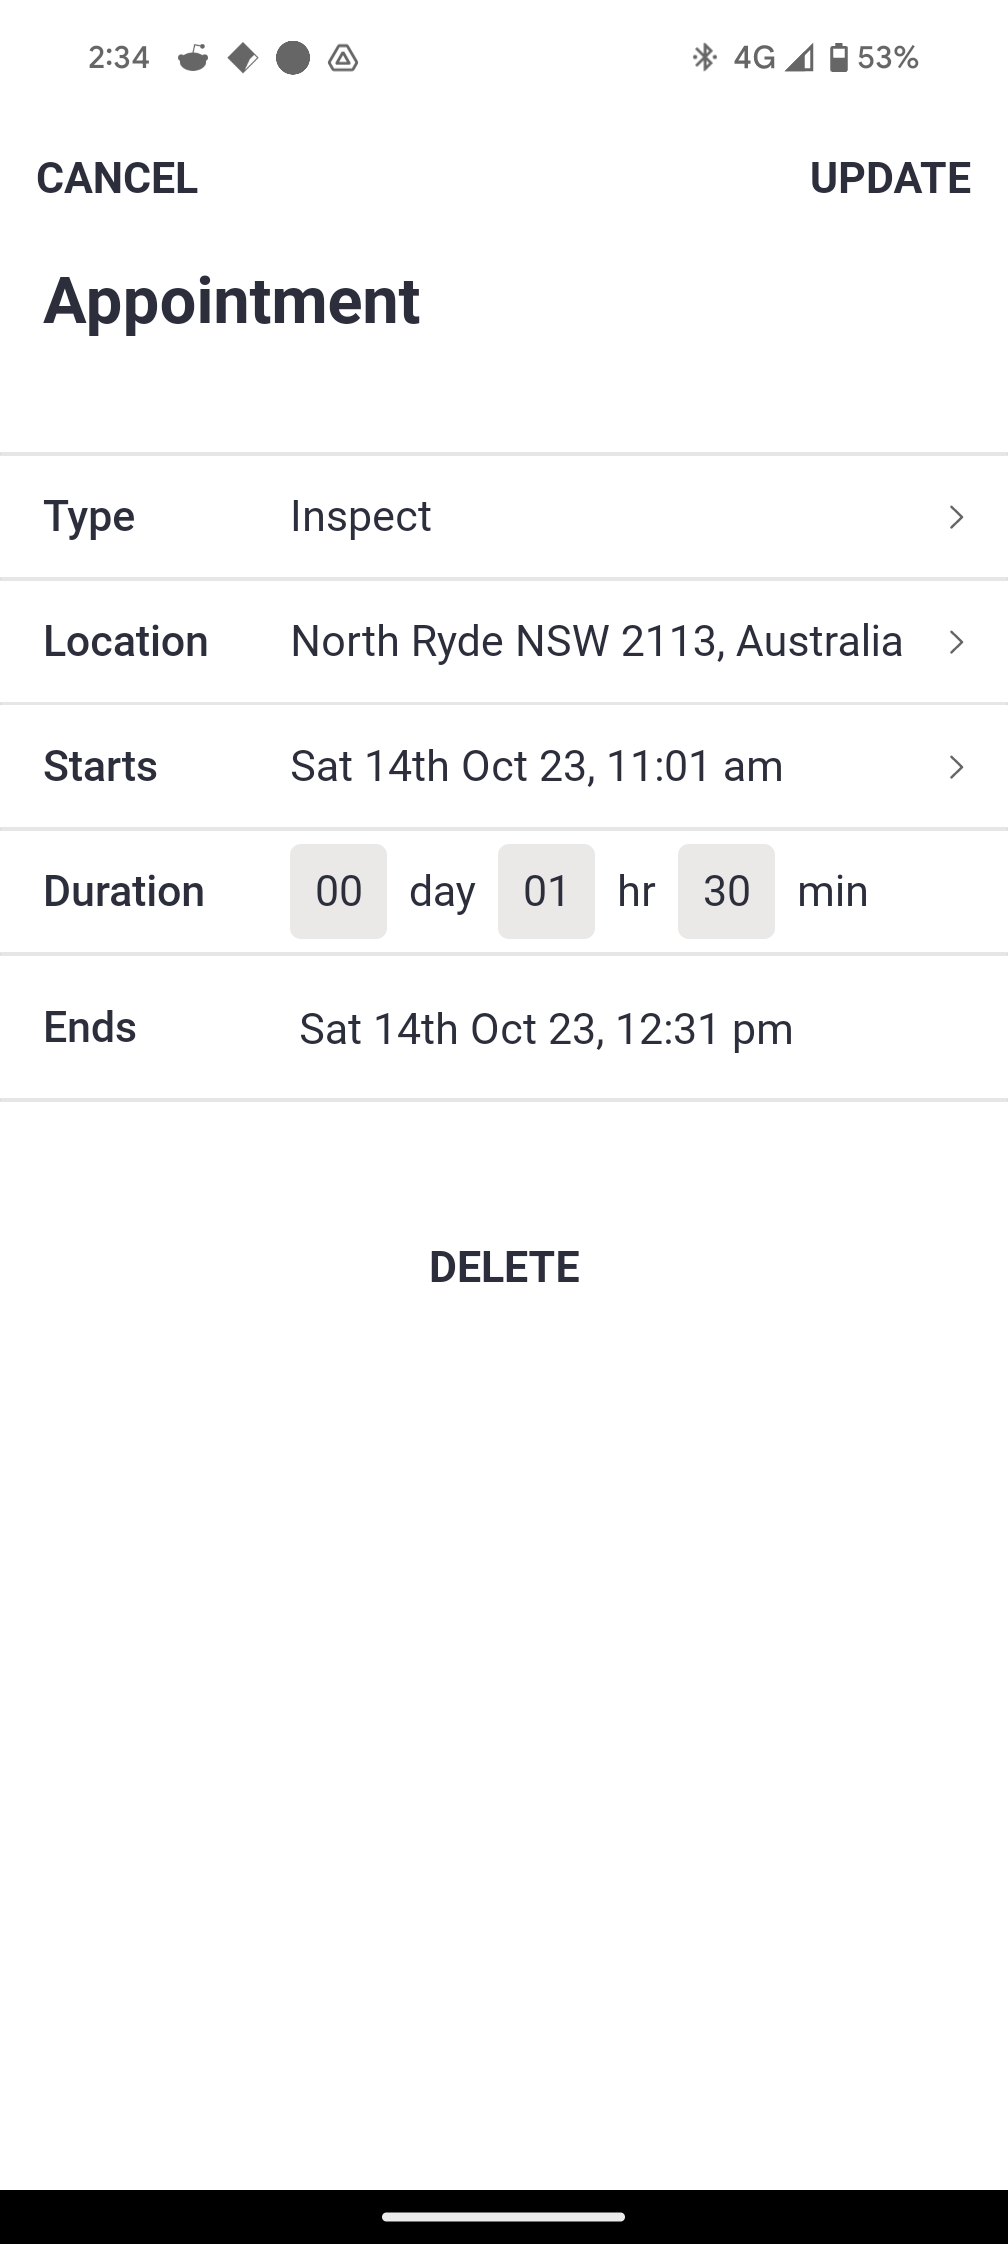 2:34 4G 53%
CANCEL UPDATE
Appointment
Type Inspect
Location North Ryde NSW 2113, Australia
Starts Sat 14th Oct 23, 11:01 am
Duration 00 day 01 hr 30 min
Ends Sat 14th Oct 23, 12:31 pm
DELETE